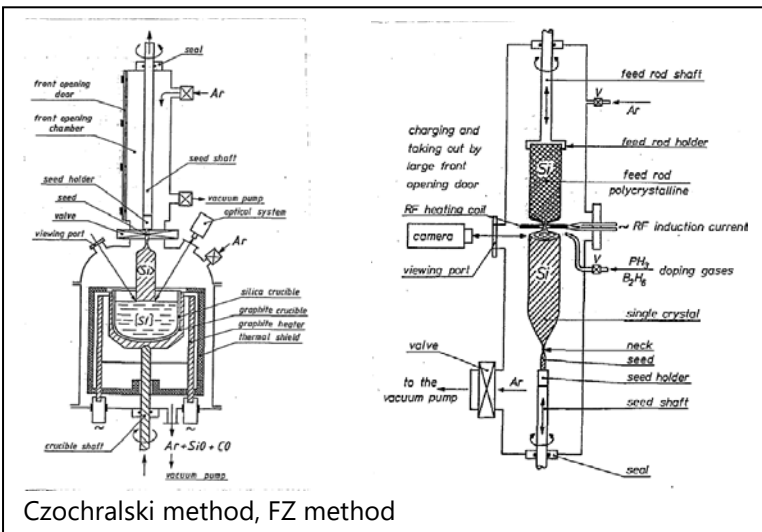 seal
front opening
door
Ar
front opening
chamber
seed shaft
seed holder
vacuum pump
seed
optical system
valve
viewing port
Ar
Si
silica crucible
[Si]
graphite crucible
graphite heater
thermal shield
~
~
crucible shaft
Ar + SiO + CO
vacuum pump
feed rod shaft
V
Ar
charging and
taking out by
large front
opening door
feed rod holder
Si
feed rod
polycrystalline
RF heating coil
~ RF induction current
camera
viewing port
Si
V
PH3
B2H6
doping gases
single crystal
neck
valve
seed
to the
vacuum pump
Ar
seed holder
seed shaft
seal
Czochralski method, FZ method